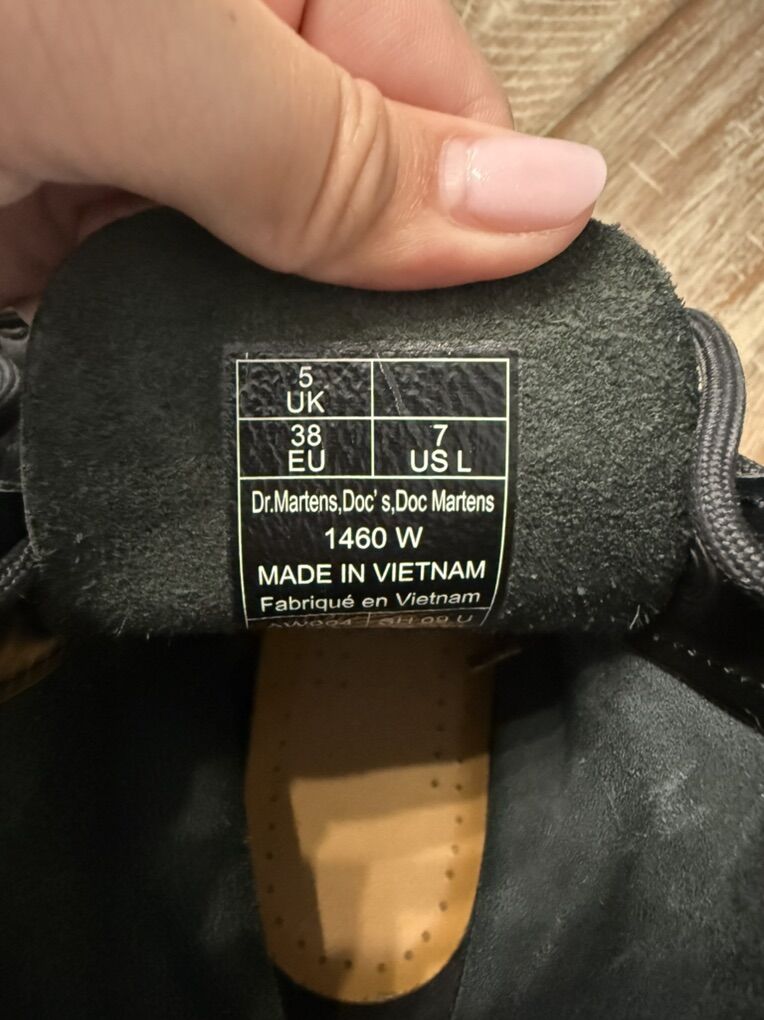 5
UK
38
EU
7
US L
Dr.Martens,Doc's,Doc Martens
1460 W
MADE IN VIETNAM
Fabriqué en Vietnam